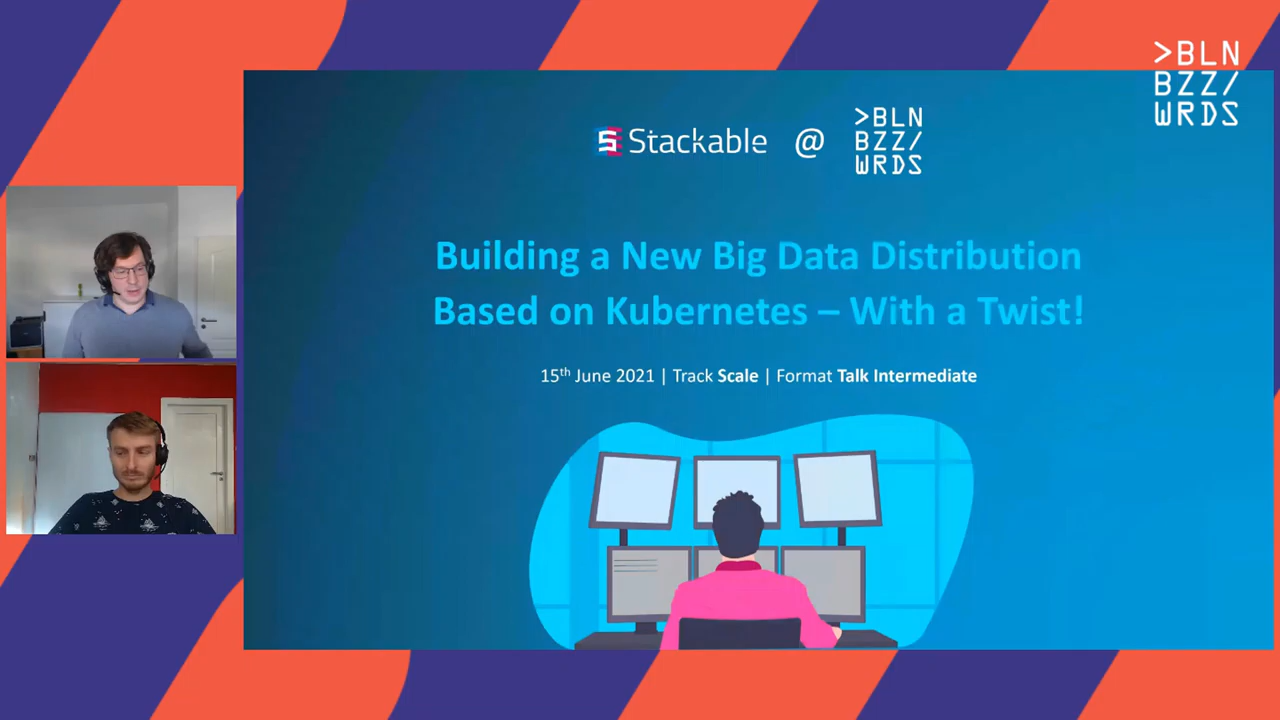 >BLN
BZZ/
WRDS
Stackable @ >BLN
BZZ/
WRDS
Building a New Big Data Distribution
Based on Kubernetes – With a Twist!
15th June 2021 | Track Scale | Format Talk Intermediate